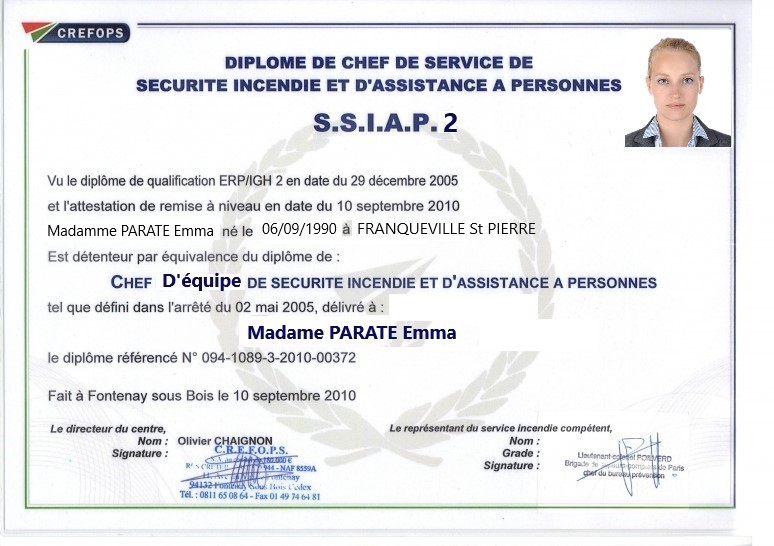 CREFOPS
DIPLOME DE CHEF DE SERVICE DE
SECURITE INCENDIE ET D'ASSISTANCE A PERSONNES
S.S.I.A.P. 2
Vu le diplôme de qualification ERP/IGH 2 en date du 29 décembre 2005
et l'attestation de remise à niveau en date du 10 septembre 2010
Madamme PARATE Emma né le 06/09/1990 à FRANQUEVILLE St PIERRE
Est détenteur par équivalence du diplôme de :
CHEF D'équipe DE SECURITE INCENDIE ET D'ASSISTANCE A PERSONNES
tel que défini dans l'arrêté du 02 mai 2005, délivré à :
Madame PARATE Emma
le diplôme référencé N° 094-1089-3-2010-00372
Fait à Fontenay sous Bois le 10 septembre 2010
Le directeur du centre,
Nom : Olivier CHAIGNON
Signature :
C.R.E.F.O.P.S.
944 - NAF 8559A
94132 Fontenay Sous Bois Cedex
Tél. : 0811 65 08 64 - Fax 01 49 74 64 81
Le représentant du service incendie compétent,
Nom :
Grade :
Signature :
Lieutenant-colonel
Brigade de sapeurs-pompiers de Paris
chef du bureau prévention